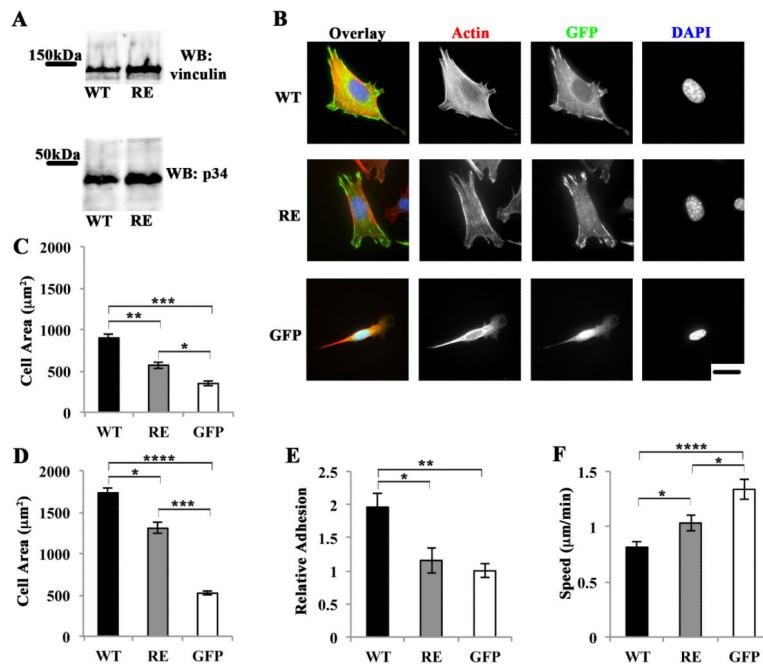 A
150kDa
WB:
vinculin
WT RE
50kDa
WB: p34
WT RE
B
Overlay Actin GFP DAPI
WT
RE
GFP
C
2000
1500
1000
500
0
Cell Area (μm²)
***
**
*
WT RE GFP
D
2000
1500
1000
500
0
Cell Area (μm²)
****
*
***
WT RE GFP
E
2.5
2
1.5
1
0.5
0
Relative Adhesion
**
*
WT RE GFP
F
1.5
1
0.5
0
Speed (μm/min)
****
*
*
WT RE GFP